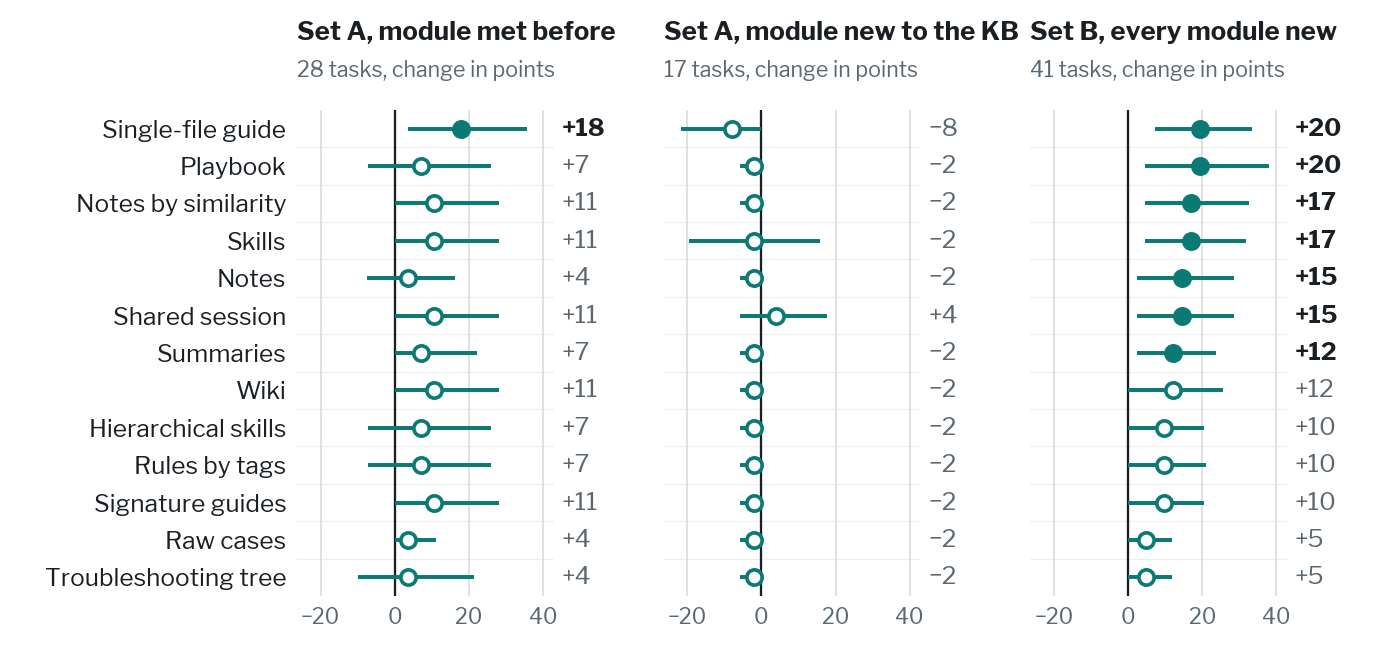 Set A, module met before Set A, module new to the KB Set B, every module new
28 tasks, change in points 17 tasks, change in points 41 tasks, change in points
Single-file guide +18 −8 +20
Playbook +7 −2 +20
Notes by similarity +11 −2 +17
Skills +11 −2 +17
Notes +4 −2 +15
Shared session +11 +4 +15
Summaries +7 −2 +12
Wiki +11 −2 +12
Hierarchical skills +7 −2 +10
Rules by tags +7 −2 +10
Signature guides +11 −2 +10
Raw cases +4 −2 +5
Troubleshooting tree +4 −2 +5
−20 0 20 40 −20 0 20 40 −20 0 20 40